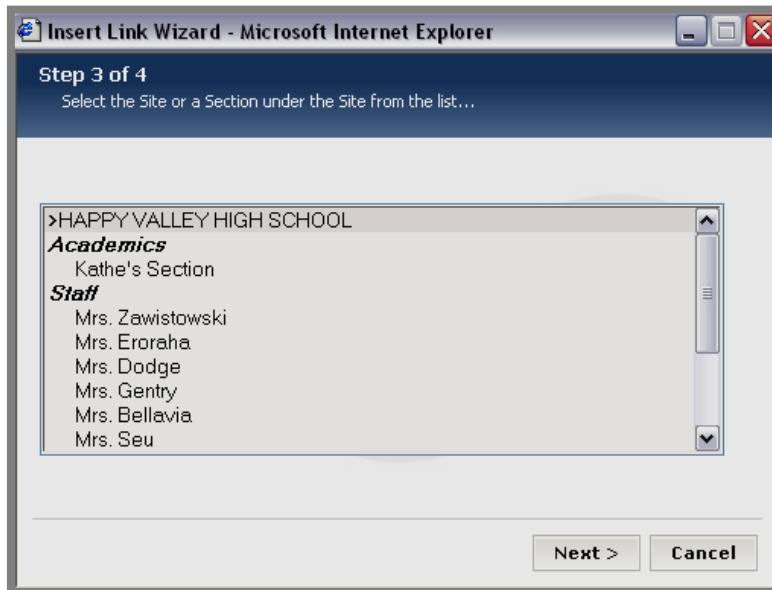 Insert Link Wizard - Microsoft Internet Explorer
Step 3 of 4
Select the Site or a Section under the Site from the list...
>HAPPY VALLEY HIGH SCHOOL
Academics
Kathe's Section
Staff
Mrs. Zawistowski
Mrs. Eroraha
Mrs. Dodge
Mrs. Gentry
Mrs. Bellavia
Mrs. Seu
Next > Cancel